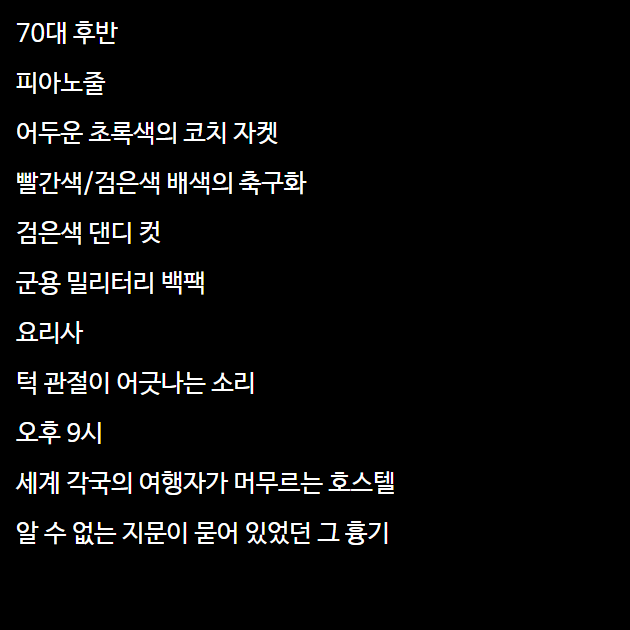 70대 후반
피아노줄
어두운 초록색의 코치 자켓
빨간색/검은색 배색의 축구화
검은색 댄디 컷
군용 밀리터리 백팩
요리사
턱 관절이 어긋나는 소리
오후 9시
세계 각국의 여행자가 머무르는 호스텔
알 수 없는 지문이 묻어 있었던 그 흉기